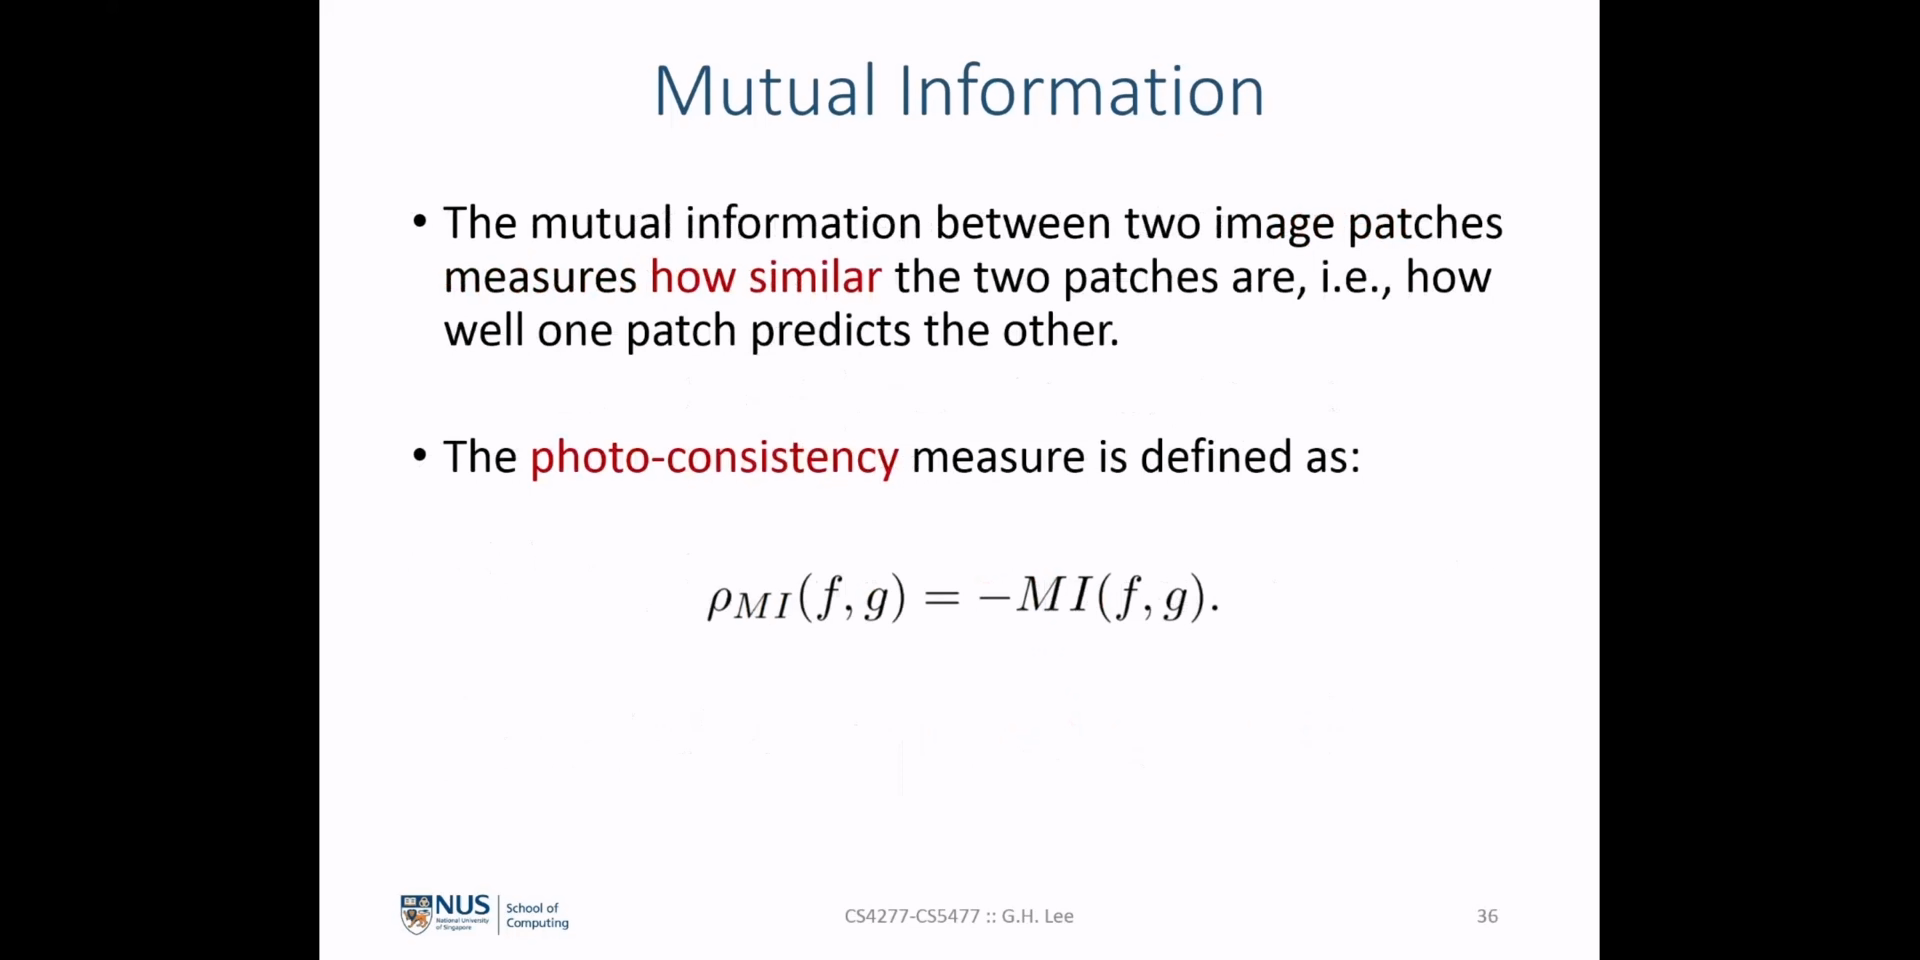 Mutual Information
• The mutual information between two image patches
measures how similar the two patches are, i.e., how
well one patch predicts the other.
• The photo-consistency measure is defined as:
ρ_{MI}(f, g) = −MI(f, g).
NUS
National University
of Singapore
School of
Computing
CS4277-CS5477 :: G.H. Lee
36